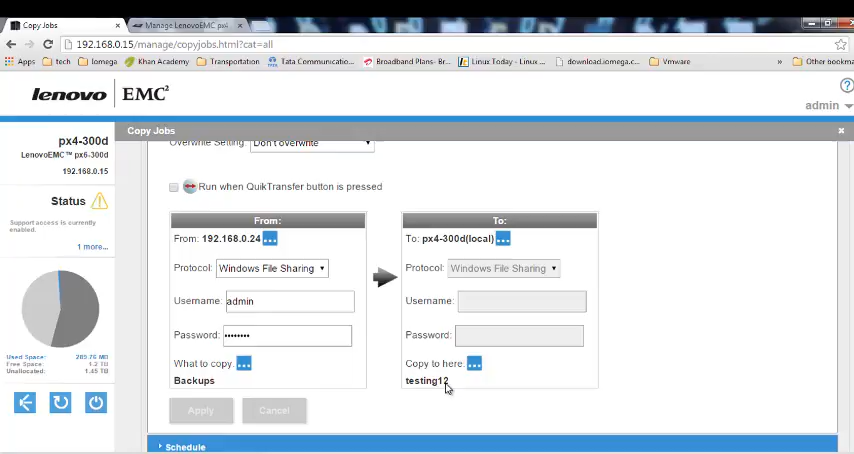 Copy Jobs
Manage LenovoEMC px4
192.168.0.15/manage/copyjobs.html?cat=all
Apps tech Iomega Khan Academy Transportation Tata Communicatio... Broadband Plans- B... Linux Today - Linux ... download.iomega.co... Vmware » Other bookma
lenovo EMC²
admin
px4-300d
LenovoEMC™ px6-300d
192.168.0.15
Status
Support access is currently
enabled.
1 more...
Used Space: 285.76 MB
Free Space: 1.2 TB
Unallocated: 1.45 TB
Copy Jobs
Overwrite Setting: Don't overwrite
Run when QuikTransfer button is pressed
From:
From: 192.168.0.24 ...
Protocol: Windows File Sharing
Username: admin
Password: ••••••••
What to copy. ...
Backups
To:
To: px4-300d(local) ...
Protocol: Windows File Sharing
Username:
Password:
Copy to here. ...
testing12
Apply Cancel
Schedule